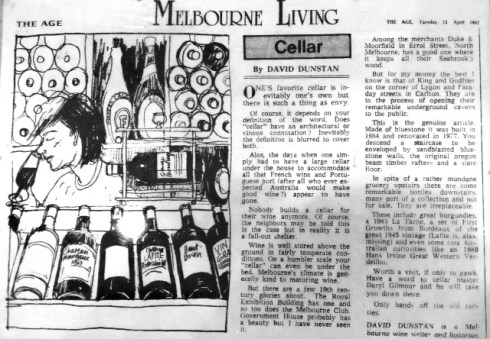 THE AGE
MELBOURNE LIVING
THE AGE, Tuesday 12 April
Cellar
By DAVID DUNSTAN
ONE'S favorite cellar is in-
evitably one's own but
there is such a thing as envy.
Of course, it depends on your
definition of the word. Does
"cellar" have an architectural or
vinous connotation? Inevitably
the definition is blurred to cover
both.
Alas, the days when one sim-
ply had to have a large cellar
under the house to accommodate
all that French wine and Portu-
guese port (after all who ever ex-
pected Australia would make
good wine?) appear to have
gone.
Nobody builds a cellar for
their wine anymore. Of course,
the neighbors may be told this
is the case but in reality it is
a fall-out shelter.
Wine is well stored above the
ground in fairly temperate con-
ditions. On a humbler scale your
"cellar" can even be under the
bed. Melbourne's climate is gen-
erally kind to maturing wine.
But there are a few 19th cen-
tury glories about. The Royal
Exhibition Building has one and
so too does the Melbourne Club.
Government House probably has
a beauty but I have never seen
it.
Among the merchants Duke &
Moorfield in Errol Street, North
Melbourne, has a good one where
it keeps all their Seabrook's
wood.
But for my money the best I
know is that of King and Godfree
on the corner of Lygon and Fara-
day streets in Carlton. They are
in the process of opening their
remarkable underground cavern
to the public.
This is the genuine article.
Made of bluestone it was built in
1884 and renovated in 1977. You
descend a staircase to be
enveloped by sandblasted blue-
stone walls, the original oregon
beam timber rafters and a slate
floor.
In spite of a rather mundane
grocery upstairs there are some
remarkable bottles downstairs,
many part of a collection and not
for sale. They are irreplaceable.
These include great burgundies,
a 1943 La Tache, a set of First
Growths from Bordeaux of the
great 1945 vintage (Lafite is, alas,
missing) and even some rare Aus-
tralian curiosities like an
Hans Irvine Great Western Ver-
deilho.
Worth a visit, if only to gawk.
Have a word to cellar master
Daryl Gilmour and he will take
you down there.
Only hands off the old rar-
ities.
DAVID DUNSTAN is a Mel-
bourne wine writer and historian.